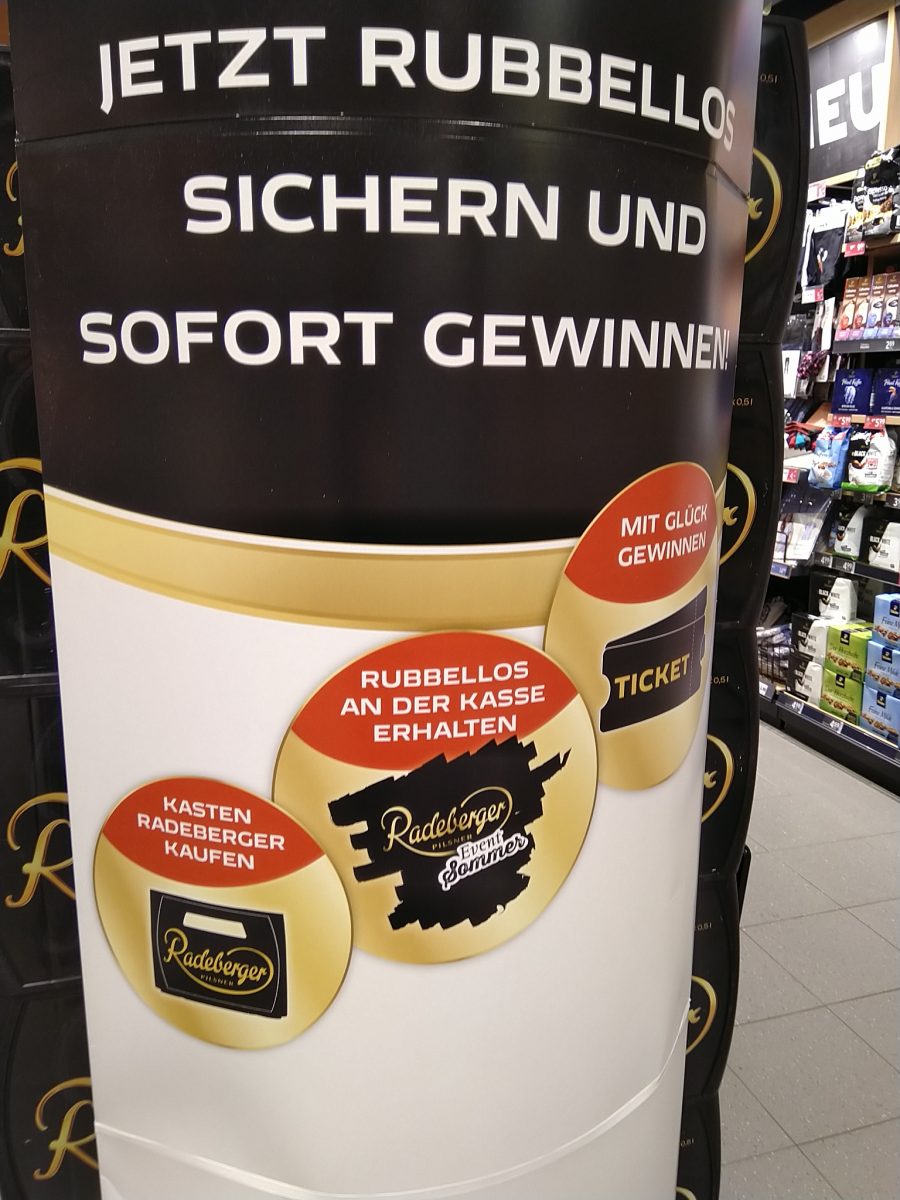 JETZT RUBBELLOS
SICHERN UND
SOFORT GEWINNEN!
MIT GLÜCK
GEWINNEN
TICKET
RUBBELLOS
AN DER KASSE
ERHALTEN
Radeberger
PILSNER
Event
Sommer
KASTEN
RADEBERGER
KAUFEN
Radeberger
PILSNER
NEU